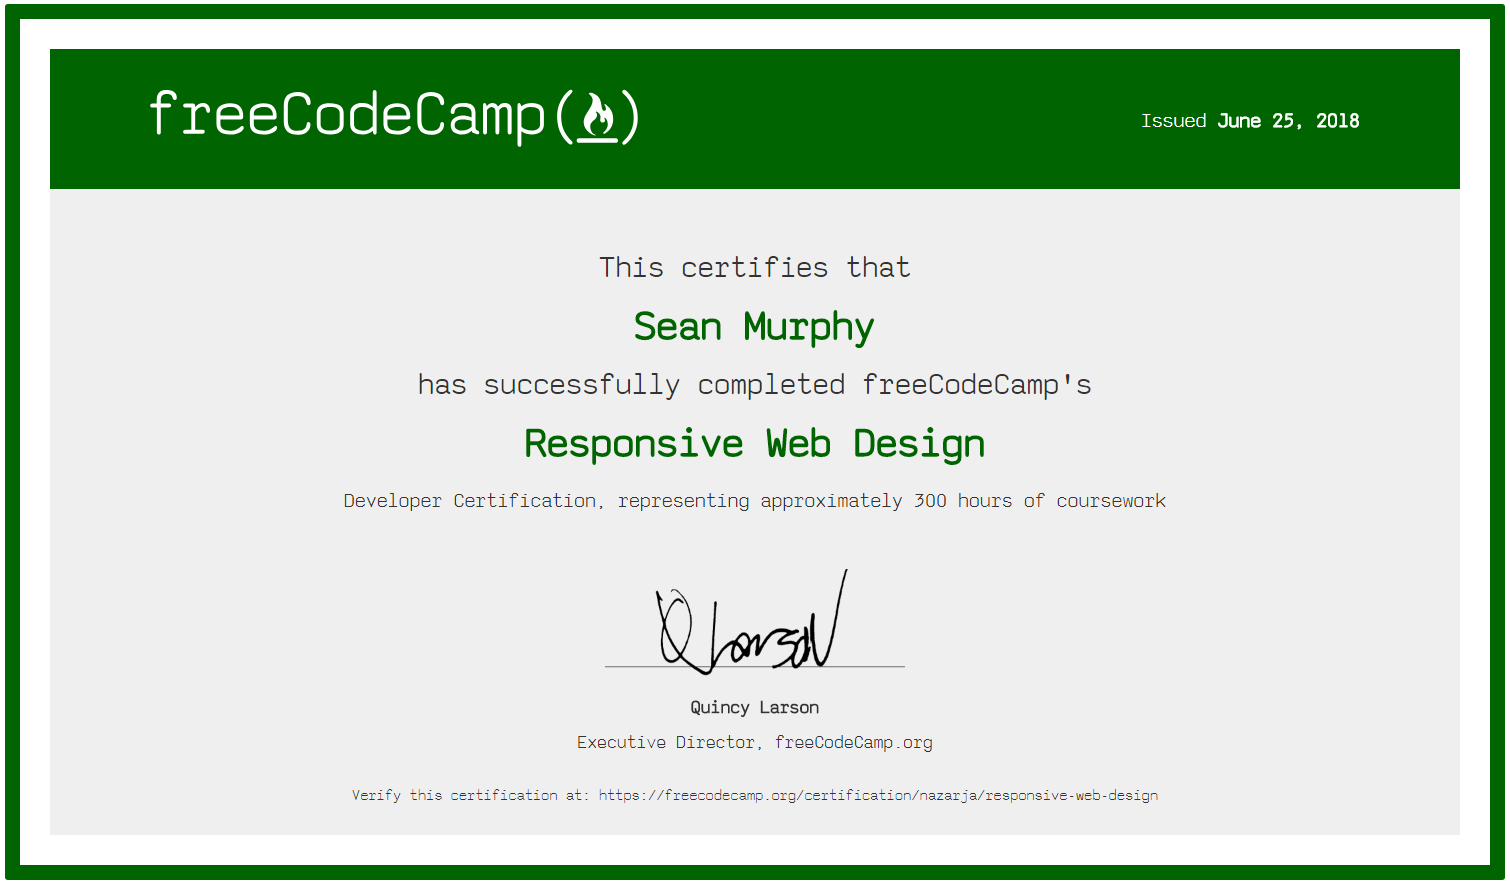 freeCodeCamp( )
Issued June 25, 2018
This certifies that
Sean Murphy
has successfully completed freeCodeCamp's
Responsive Web Design
Developer Certification, representing approximately 300 hours of coursework
Q Larson
Quincy Larson
Executive Director, freeCodeCamp.org
Verify this certification at: https://freecodecamp.org/certification/nazarja/responsive-web-design